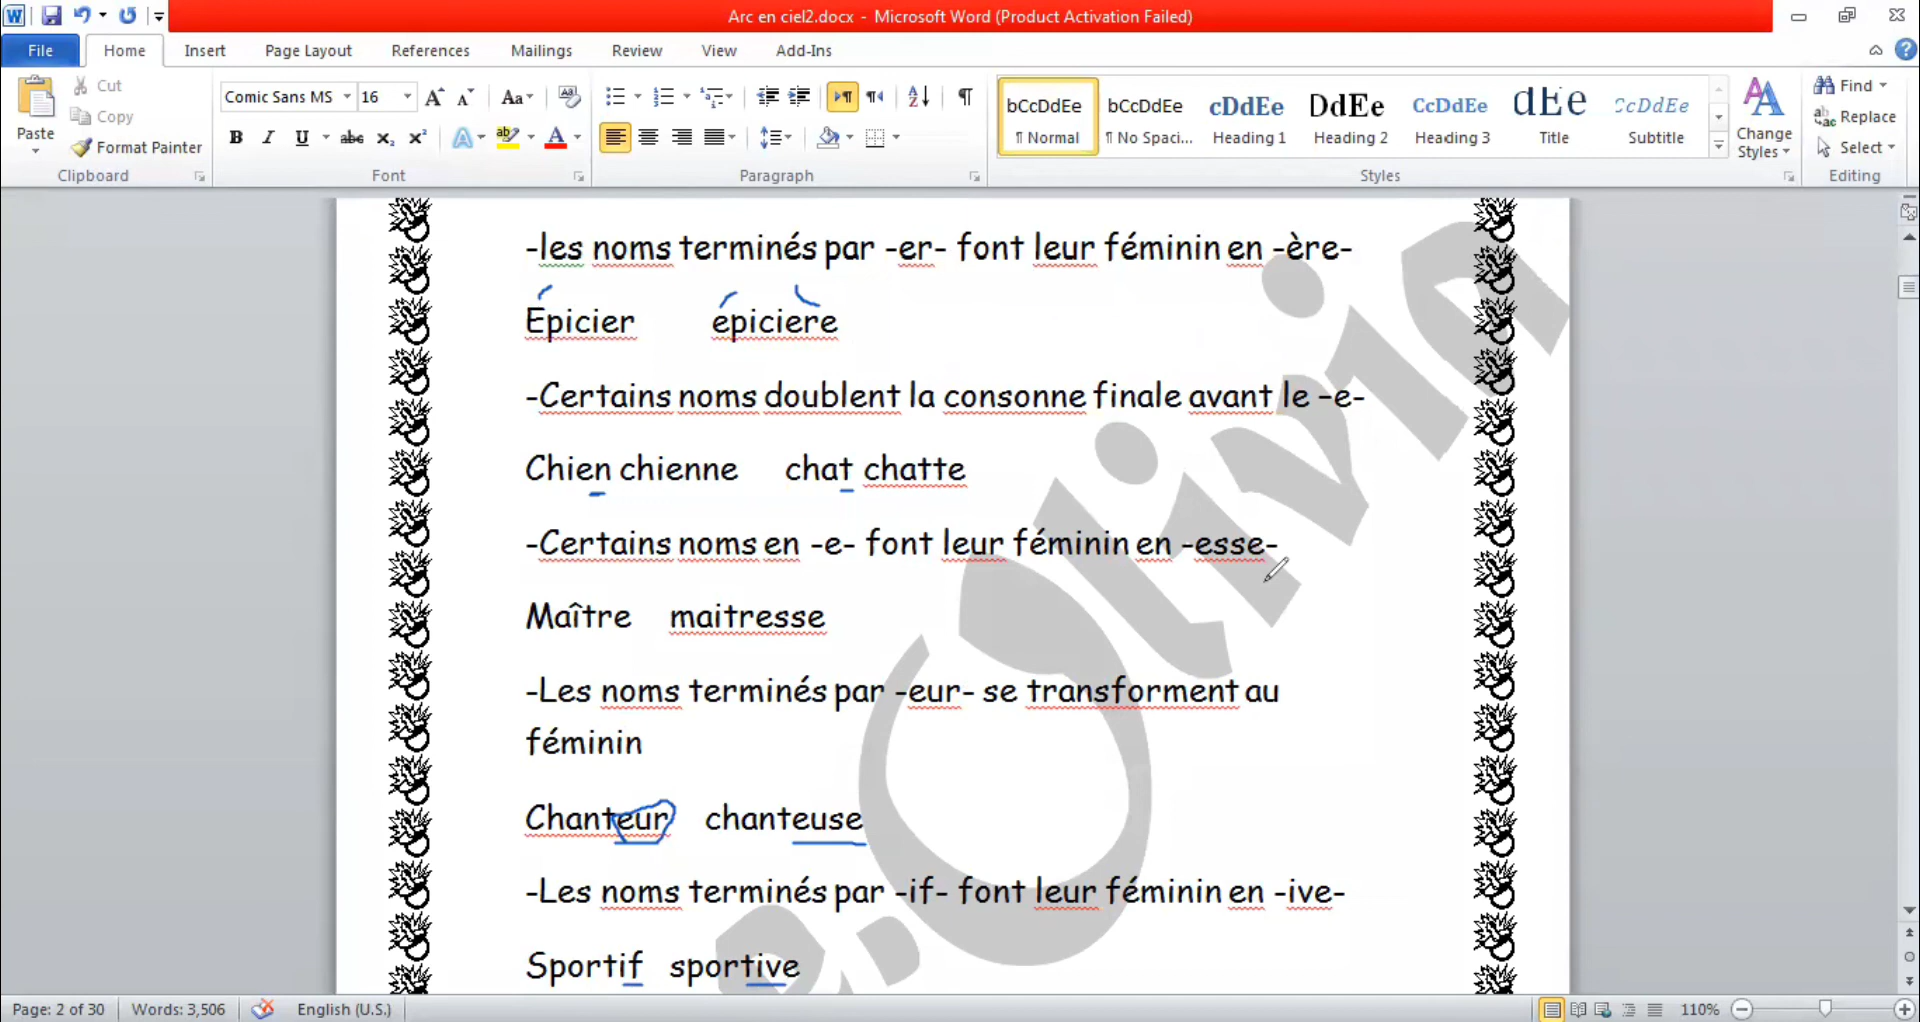 Arc en ciel2.docx - Microsoft Word (Product Activation Failed)
File Home Insert Page Layout References Mailings Review View Add-Ins
Cut
Copy
Format Painter
Paste
Clipboard
Comic Sans MS 16
Font
Paragraph
bCcDdEe bCcDdEe cDdEe DdEe CcDdEe dEe CcDdEe
¶ Normal ¶ No Spaci... Heading 1 Heading 2 Heading 3 Title Subtitle
Styles
Change
Styles
Find
Replace
Select
Editing
-les noms terminés par -er- font leur féminin en -ère-
Epicier epiciere
-Certains noms doublent la consonne finale avant le -e-
Chien chienne chat chatte
-Certains noms en -e- font leur féminin en -esse-
Maître maitresse
-Les noms terminés par -eur- se transforment au
féminin
Chanteur chanteuse
-Les noms terminés par -if- font leur féminin en -ive-
Sportif sportive
e.Olivia
Page: 2 of 30 Words: 3,506 English (U.S.) 110%